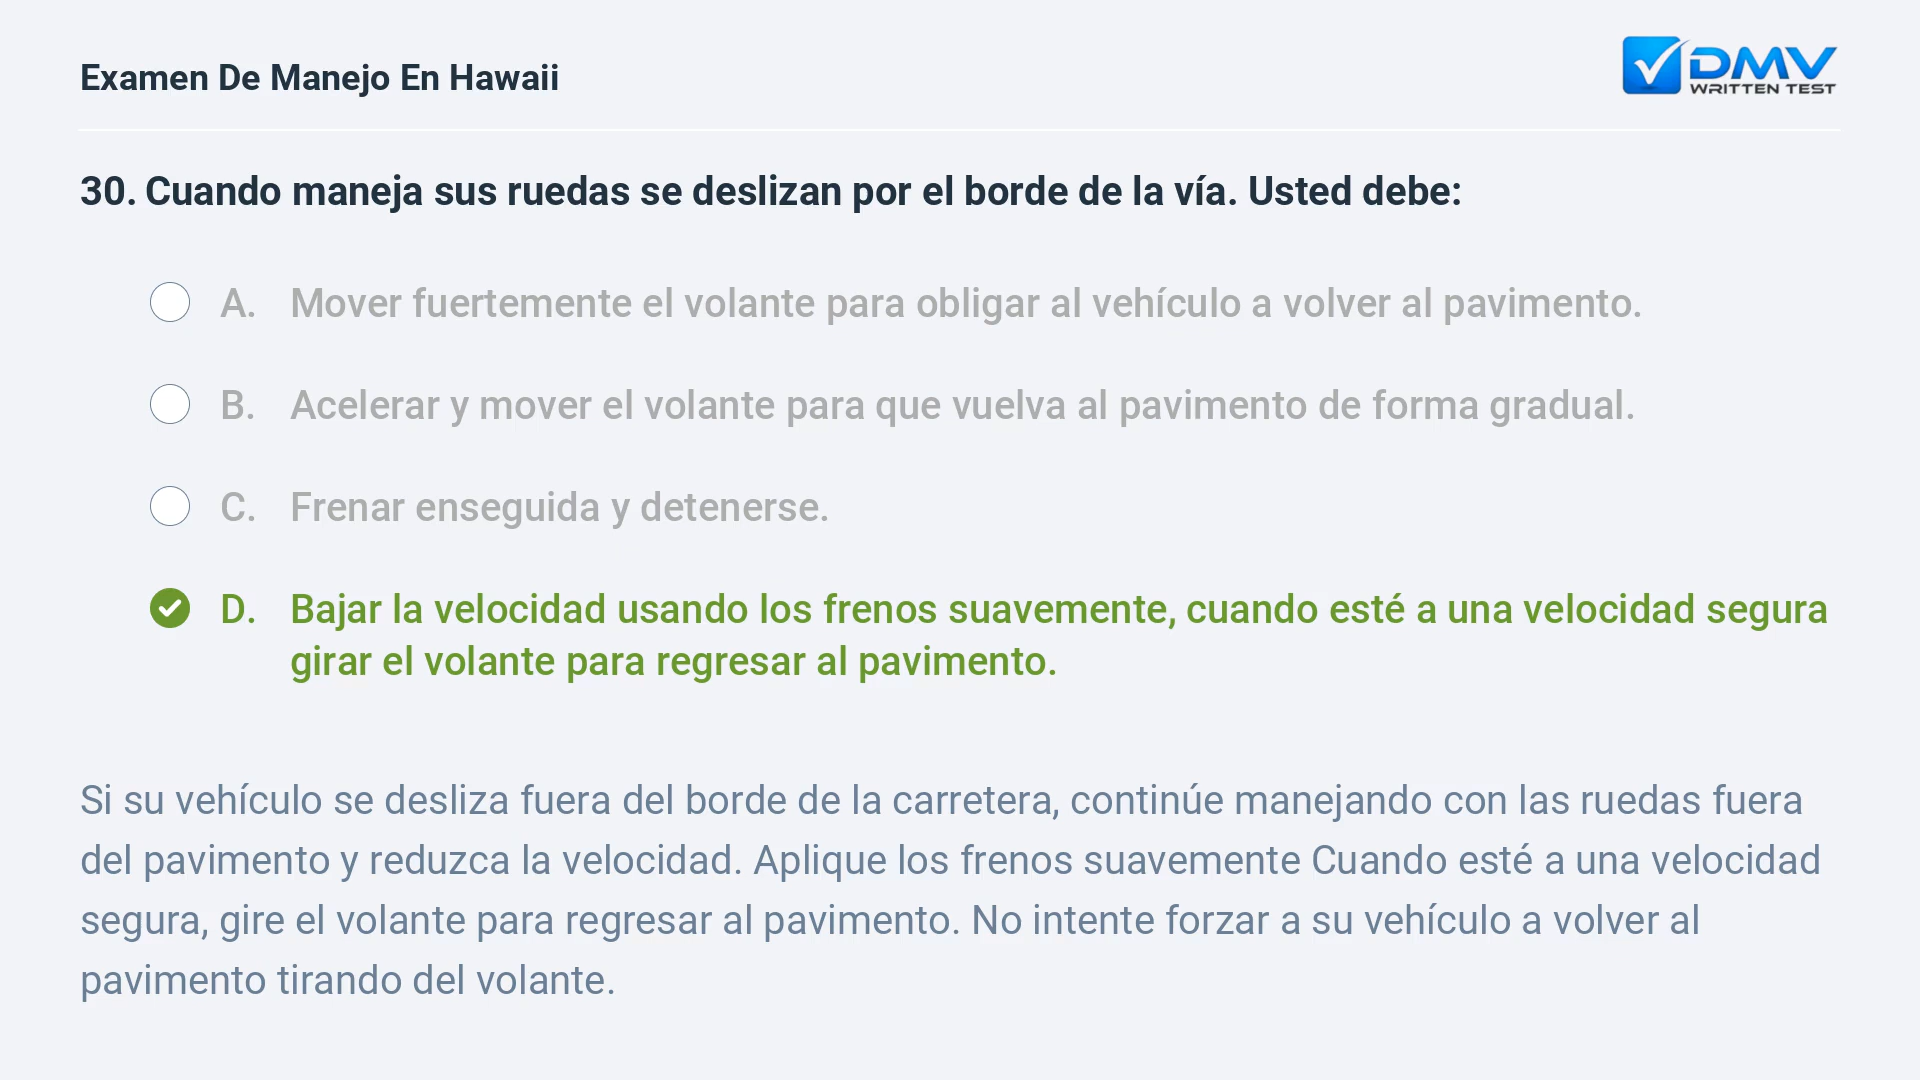 Examen De Manejo En Hawaii
DMV
WRITTEN TEST
30. Cuando maneja sus ruedas se deslizan por el borde de la vía. Usted debe:
A. Mover fuertemente el volante para obligar al vehículo a volver al pavimento.
B. Acelerar y mover el volante para que vuelva al pavimento de forma gradual.
C. Frenar enseguida y detenerse.
D. Bajar la velocidad usando los frenos suavemente, cuando esté a una velocidad segura
girar el volante para regresar al pavimento.
Si su vehículo se desliza fuera del borde de la carretera, continúe manejando con las ruedas fuera
del pavimento y reduzca la velocidad. Aplique los frenos suavemente Cuando esté a una velocidad
segura, gire el volante para regresar al pavimento. No intente forzar a su vehículo a volver al
pavimento tirando del volante.